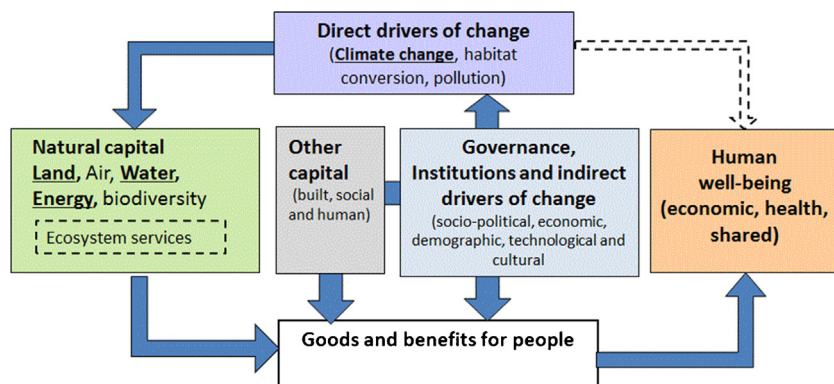 Direct drivers of change
(Climate change, habitat
conversion, pollution)
Natural capital
Land, Air, Water,
Energy, biodiversity
Ecosystem services
Other
capital
(built, social
and human)
Governance,
Institutions and indirect
drivers of change
(socio-political, economic,
demographic, technological and
cultural
Human
well-being
(economic, health,
shared)
Goods and benefits for people